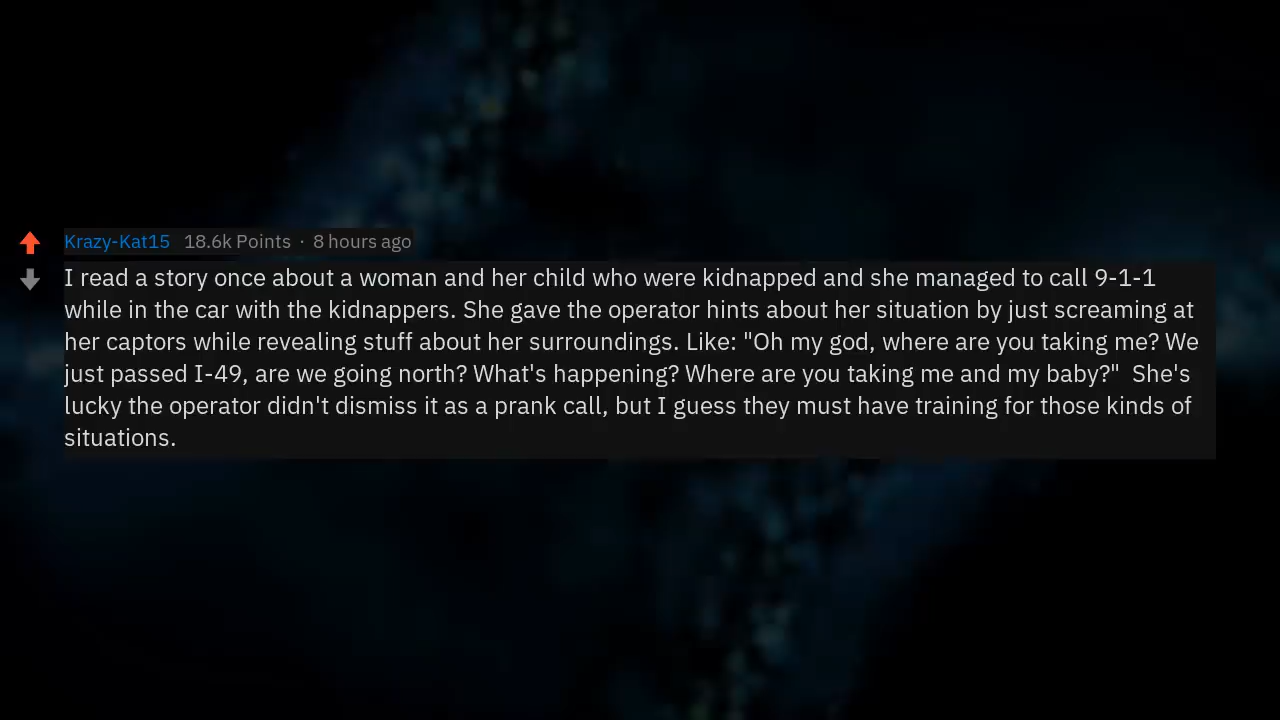 Krazy-Kat15 18.6k Points · 8 hours ago
I read a story once about a woman and her child who were kidnapped and she managed to call 9-1-1
while in the car with the kidnappers. She gave the operator hints about her situation by just screaming at
her captors while revealing stuff about her surroundings. Like: "Oh my god, where are you taking me? We
just passed I-49, are we going north? What's happening? Where are you taking me and my baby?"  She's
lucky the operator didn't dismiss it as a prank call, but I guess they must have training for those kinds of
situations.